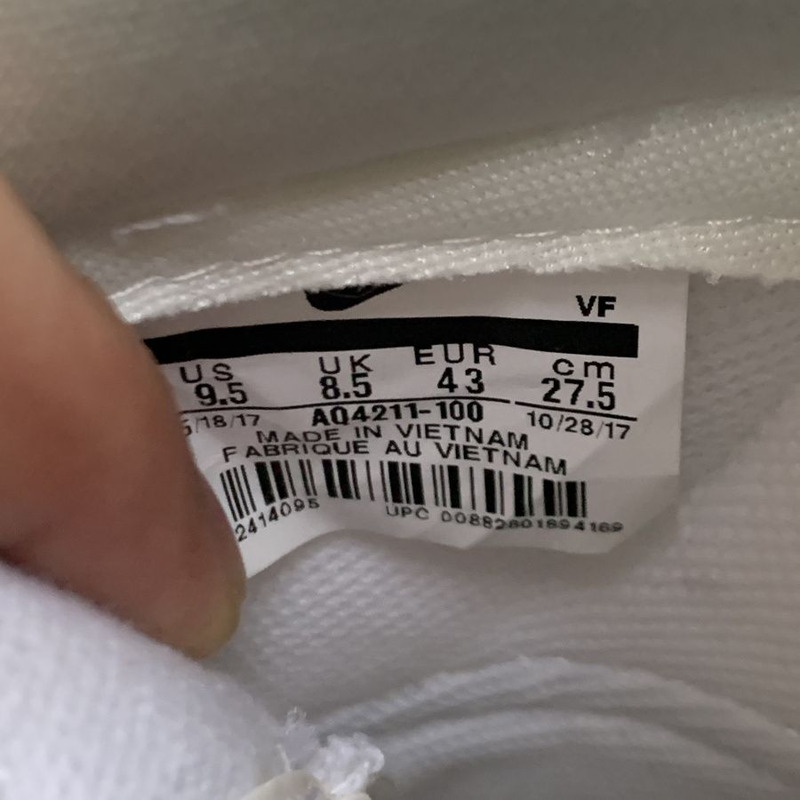 VF
US UK EUR cm
9.5 8.5 43 27.5
5/18/17 AQ4211-100 10/28/17
MADE IN VIETNAM
FABRIQUE AU VIETNAM
2414095 UPC 00882801694169